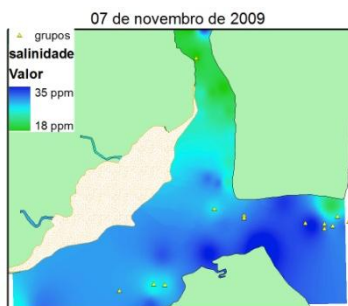 07 de novembro de 2009
grupos
salinidade
Valor
35 ppm
18 ppm